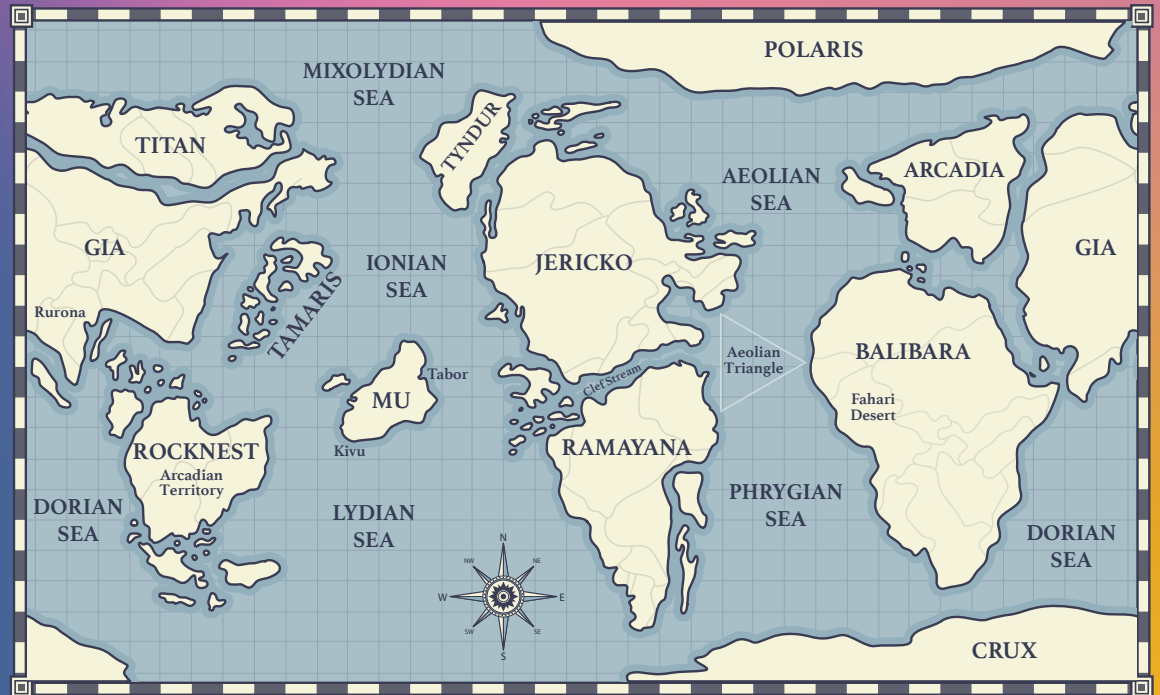 POLARIS
MIXOLYDIAN
SEA
TYNDUR
TITAN
AEOLIAN
SEA
ARCADIA
GIA
IONIAN
SEA
JERICKO
GIA
Rurona
TAMARIS
Aeolian
Triangle
BALIBARA
Tabor
Clef Stream
MU
Fahari
Desert
Kivu
ROCKNEST
Arcadian
Territory
RAMAYANA
DORIAN
SEA
LYDIAN
SEA
PHRYGIAN
SEA
DORIAN
SEA
N
NW
NE
W
E
SW
SE
S
CRUX